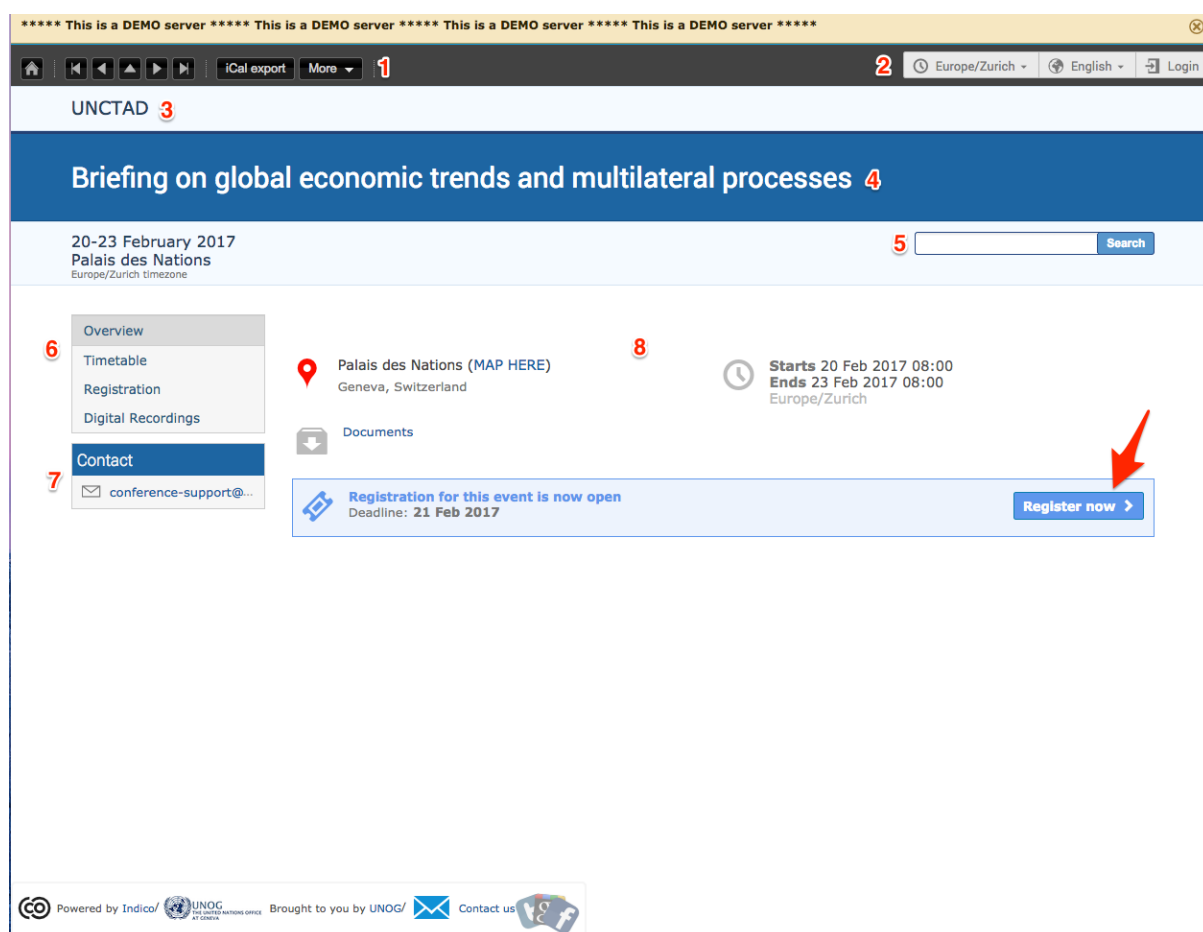 ***** This is a DEMO server ***** This is a DEMO server ***** This is a DEMO server ***** This is a DEMO server *****
iCal export More 1 2 Europe/Zurich English Login
UNCTAD 3
Briefing on global economic trends and multilateral processes 4
20-23 February 2017
Palais des Nations
Europe/Zurich timezone
5 Search
6
Overview
Timetable
Registration
Digital Recordings
7
Contact
conference-support@...
8
Palais des Nations (MAP HERE)
Geneva, Switzerland
Starts 20 Feb 2017 08:00
Ends 23 Feb 2017 08:00
Europe/Zurich
Documents
Registration for this event is now open
Deadline: 21 Feb 2017
Register now
Powered by Indico/ UNOG THE UNITED NATIONS OFFICE AT GENEVA Brought to you by UNOG/ Contact us g f